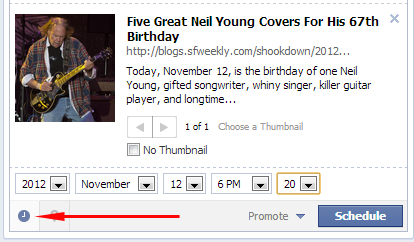 Five Great Neil Young Covers For His 67th
Birthday
http://blogs.sfweekly.com/shookdown/2012...
Today, November 12, is the birthday of one Neil
Young, gifted songwriter, whiny singer, killer guitar
player, and longtime...
1 of 1 Choose a Thumbnail
No Thumbnail
2012 November 12 6 PM 20
Promote Schedule